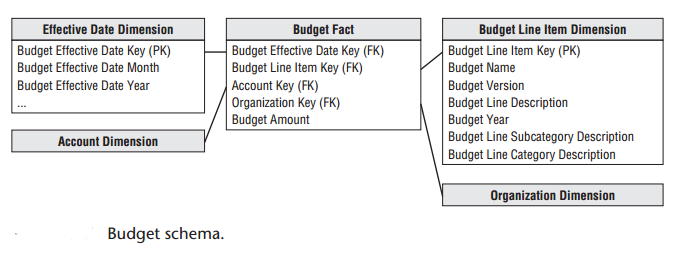 Effective Date Dimension
Budget Effective Date Key (PK)
Budget Effective Date Month
Budget Effective Date Year
...
Account Dimension
Budget Fact
Budget Effective Date Key (FK)
Budget Line Item Key (FK)
Account Key (FK)
Organization Key (FK)
Budget Amount
Budget Line Item Dimension
Budget Line Item Key (PK)
Budget Name
Budget Version
Budget Line Description
Budget Year
Budget Line Subcategory Description
Budget Line Category Description
Organization Dimension
Budget schema.